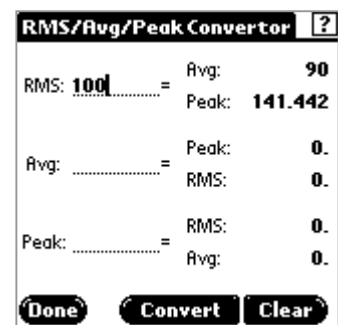 RMS/Avg/Peak Convertor ?
RMS: 100 = Avg: 90
Peak: 141.442
Avg: = Peak: 0.
RMS: 0.
Peak: = RMS: 0.
Avg: 0.
Done Convert Clear